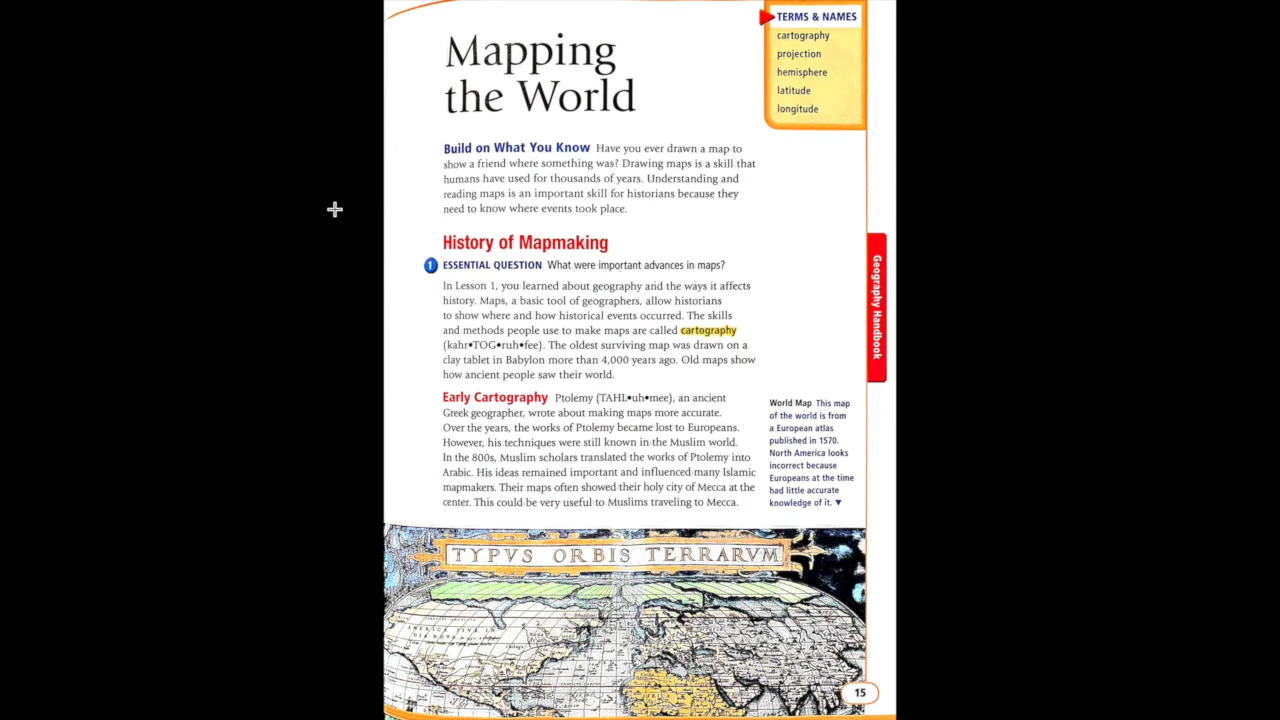 TERMS & NAMES
cartography
projection
hemisphere
latitude
longitude
Mapping
the World
Build on What You Know Have you ever drawn a map to
show a friend where something was? Drawing maps is a skill that
humans have used for thousands of years. Understanding and
reading maps is an important skill for historians because they
need to know where events took place.
History of Mapmaking
1 ESSENTIAL QUESTION What were important advances in maps?
In Lesson 1, you learned about geography and the ways it affects
history. Maps, a basic tool of geographers, allow historians
to show where and how historical events occurred. The skills
and methods people use to make maps are called cartography
(kahr•TOG•ruh•fee). The oldest surviving map was drawn on a
clay tablet in Babylon more than 4,000 years ago. Old maps show
how ancient people saw their world.
Early Cartography Ptolemy (TAHL•uh•mee), an ancient
Greek geographer, wrote about making maps more accurate.
Over the years, the works of Ptolemy became lost to Europeans.
However, his techniques were still known in the Muslim world.
In the 800s, Muslim scholars translated the works of Ptolemy into
Arabic. His ideas remained important and influenced many Islamic
mapmakers. Their maps often showed their holy city of Mecca at the
center. This could be very useful to Muslims traveling to Mecca.
Geography Handbook
World Map This map
of the world is from
a European atlas
published in 1570.
North America looks
incorrect because
Europeans at the time
had little accurate
knowledge of it. ▼
TYPVS ORBIS TERRARVM
15